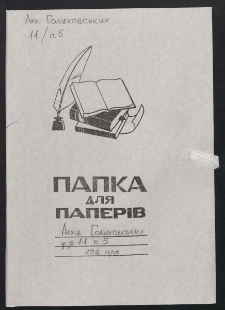 Арх. Голуховських
11/п.5
ПАПКА
ДЛЯ
ПАПЕРІВ
Архів Голуховських
11 п 5